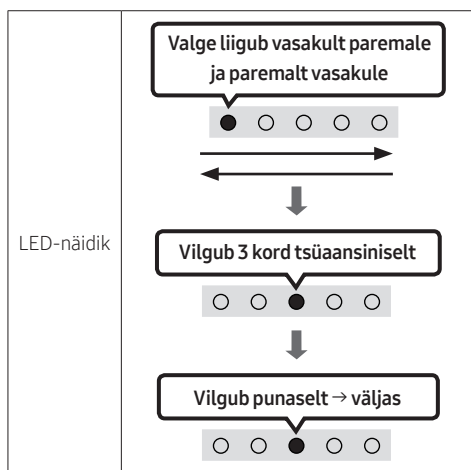 Valge liigub vasakult paremale
ja paremalt vasakule
LED-näidik
Vilgub 3 kord tsüaansiniselt
Vilgub punaselt → väljas